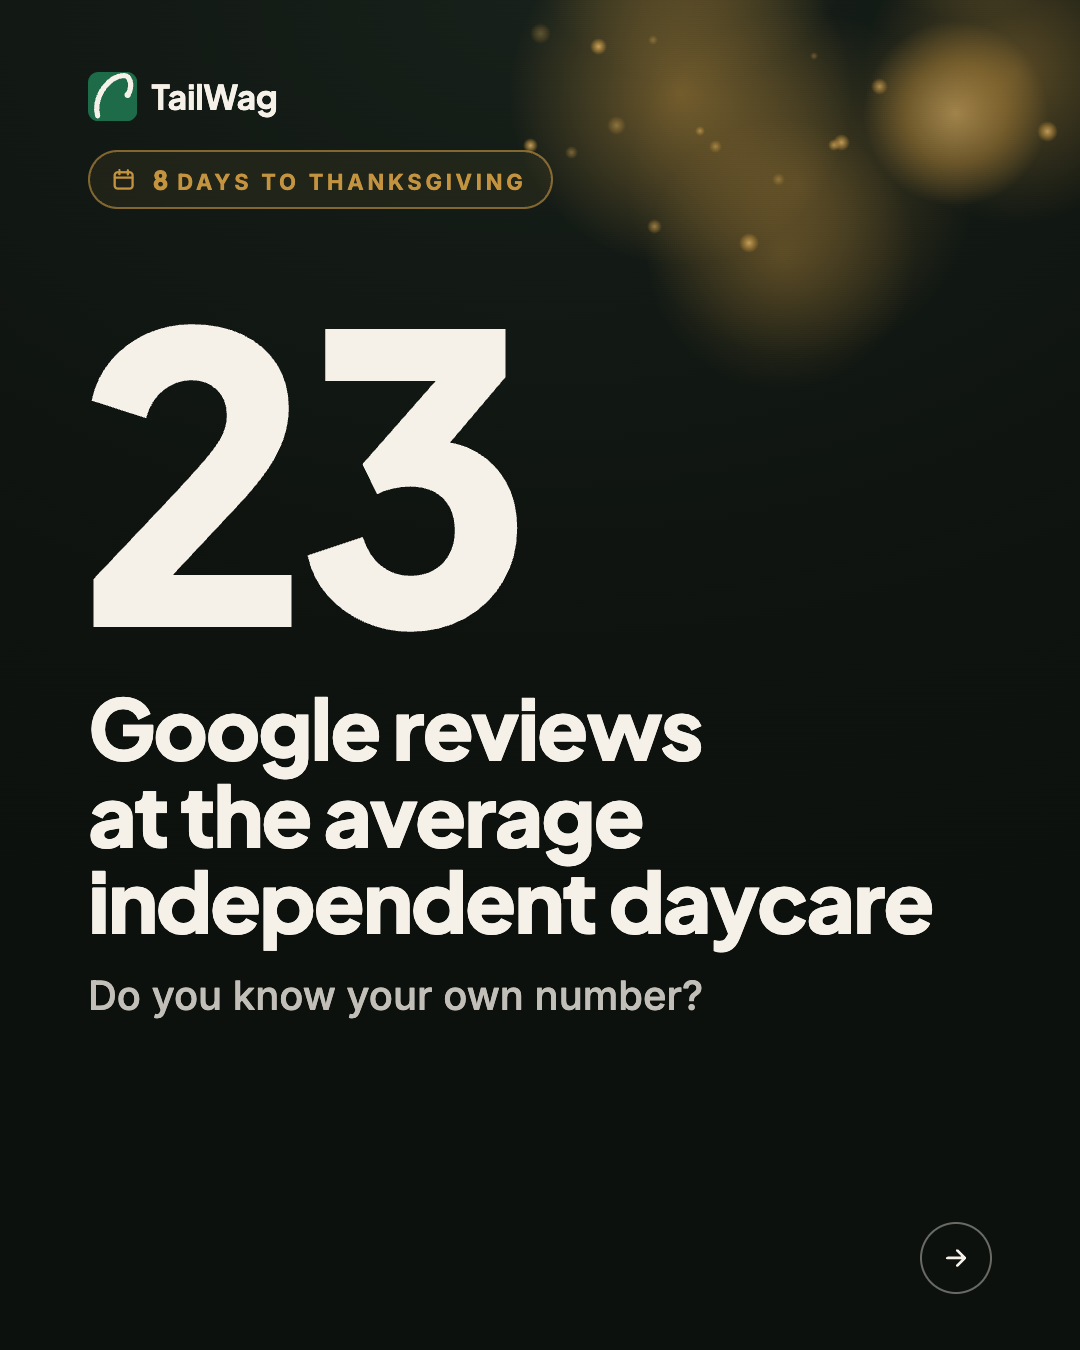 TailWag
8 DAYS TO THANKSGIVING
23
Google reviews
at the average
independent daycare
Do you know your own number?